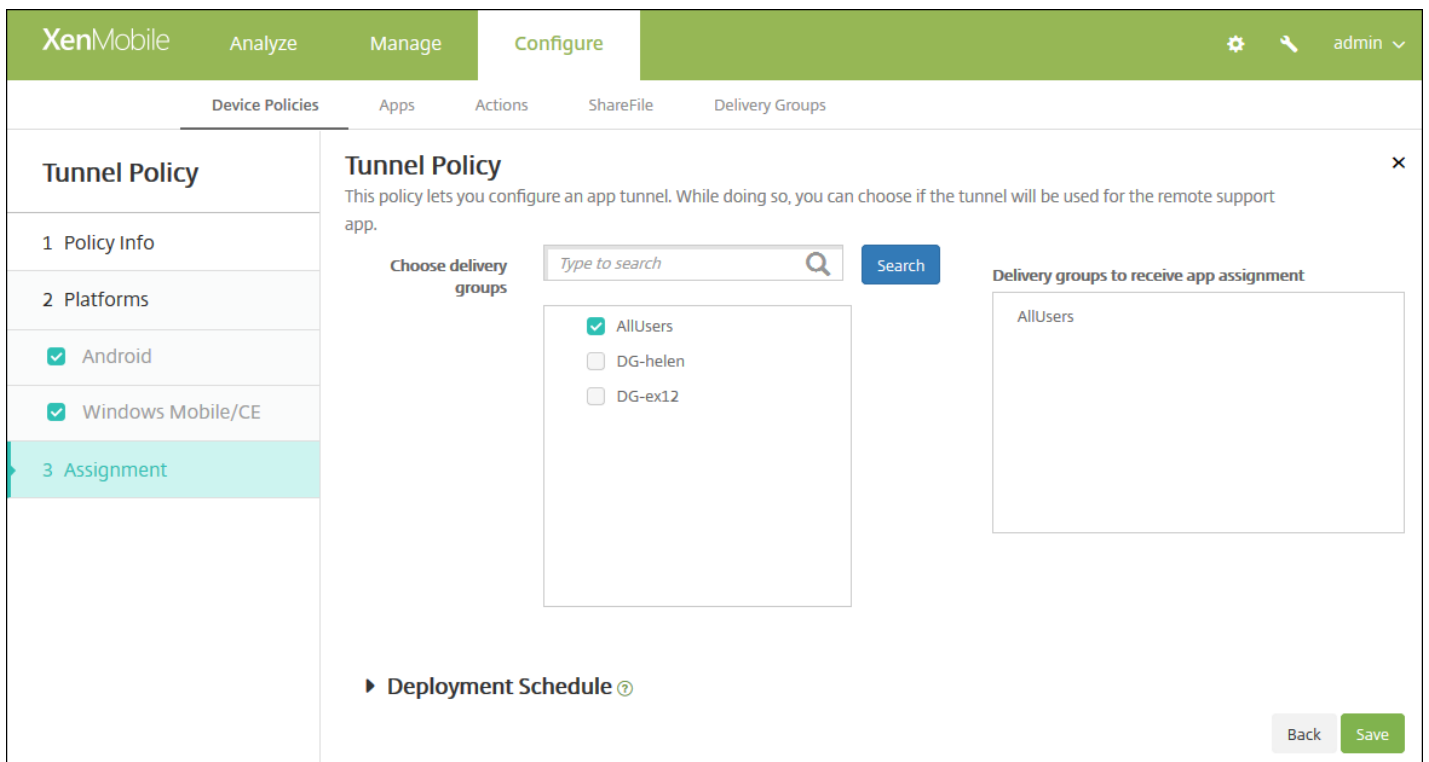 XenMobile Analyze Manage Configure admin
Device Policies Apps Actions ShareFile Delivery Groups
Tunnel Policy
1 Policy Info
2 Platforms
Android
Windows Mobile/CE
3 Assignment
Tunnel Policy
This policy lets you configure an app tunnel. While doing so, you can choose if the tunnel will be used for the remote support
app.
Choose delivery
groups
Type to search
Search
AllUsers
DG-helen
DG-ex12
Delivery groups to receive app assignment
AllUsers
Deployment Schedule ?
Back Save